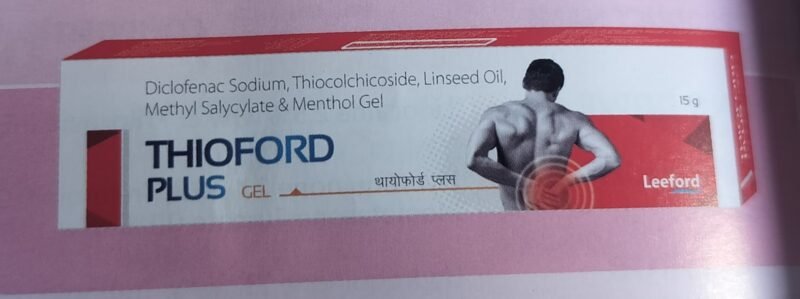 Diclofenac Sodium, Thiocolchicoside, Linseed Oil,
Methyl Salycylate & Menthol Gel
15 g
THIOFORD
PLUS GEL
थायोफोर्ड प्लस
Leeford